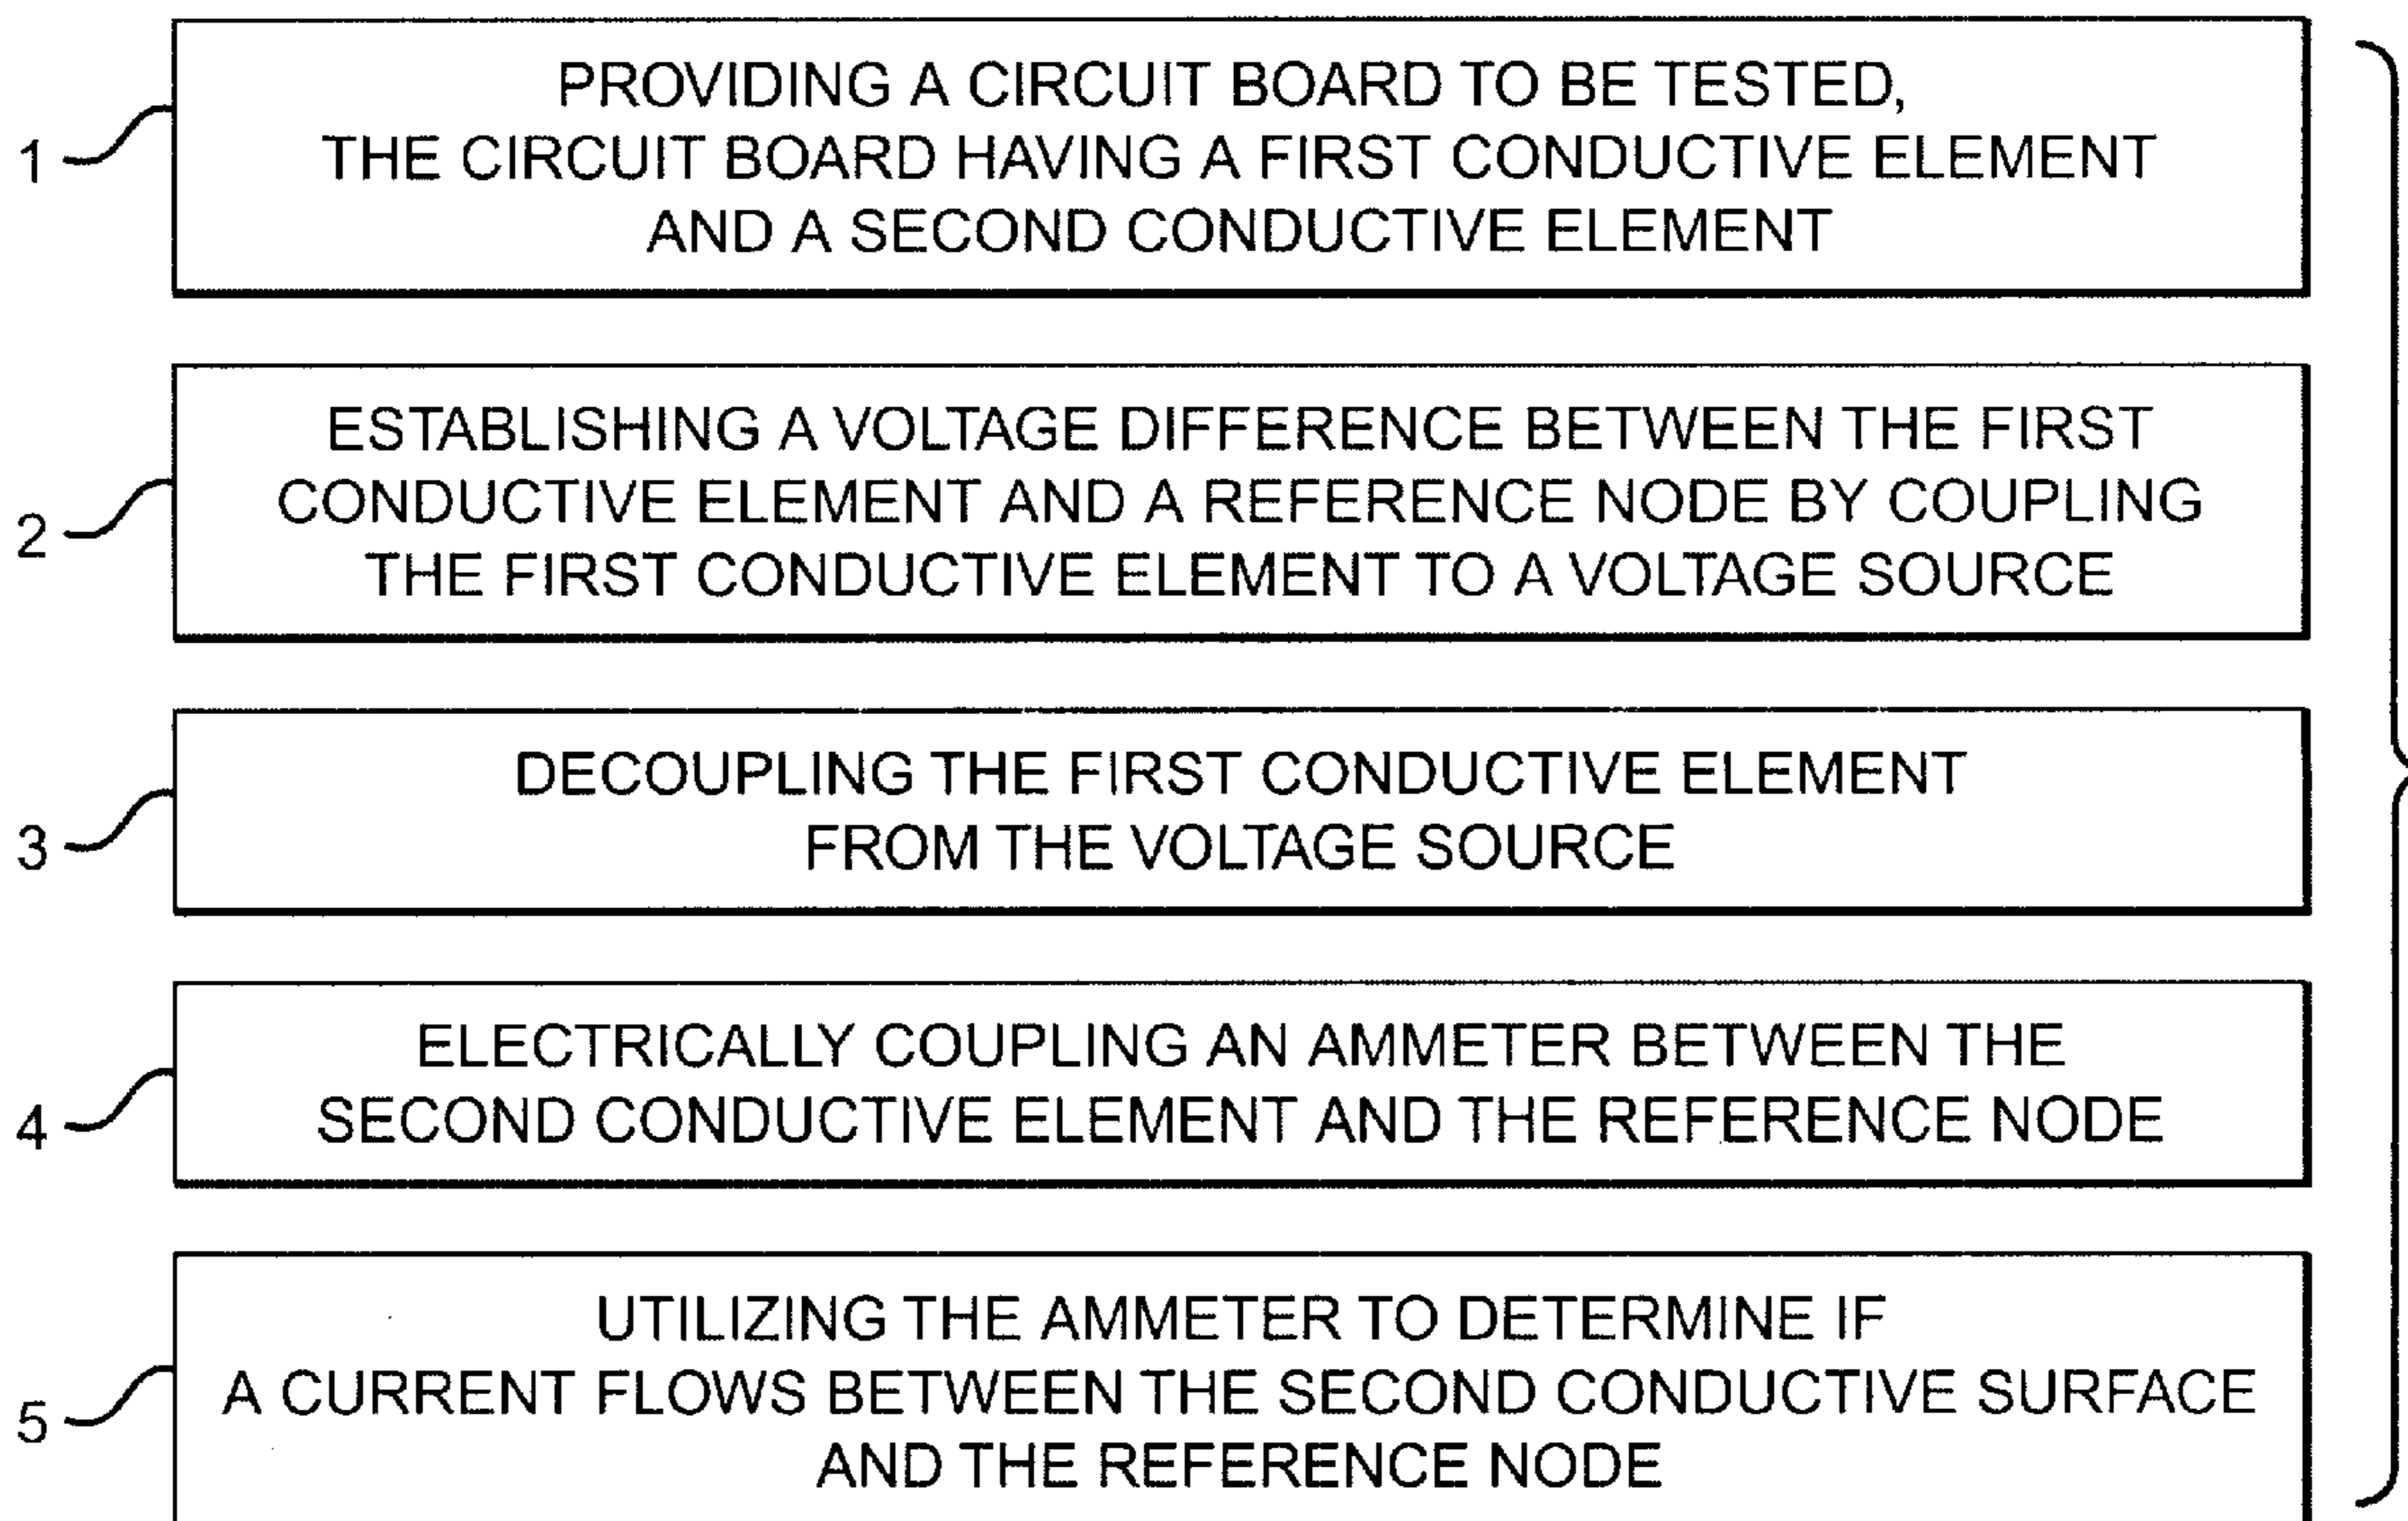 PROVIDING A CIRCUIT BOARD TO BE TESTED,
THE CIRCUIT BOARD HAVING A FIRST CONDUCTIVE ELEMENT
AND A SECOND CONDUCTIVE ELEMENT
1
ESTABLISHING A VOLTAGE DIFFERENCE BETWEEN THE FIRST
CONDUCTIVE ELEMENT AND A REFERENCE NODE BY COUPLING
THE FIRST CONDUCTIVE ELEMENT TO A VOLTAGE SOURCE
2
DECOUPLING THE FIRST CONDUCTIVE ELEMENT
FROM THE VOLTAGE SOURCE
3
ELECTRICALLY COUPLING AN AMMETER BETWEEN THE
SECOND CONDUCTIVE ELEMENT AND THE REFERENCE NODE
4
UTILIZING THE AMMETER TO DETERMINE IF
A CURRENT FLOWS BETWEEN THE SECOND CONDUCTIVE SURFACE
AND THE REFERENCE NODE
5